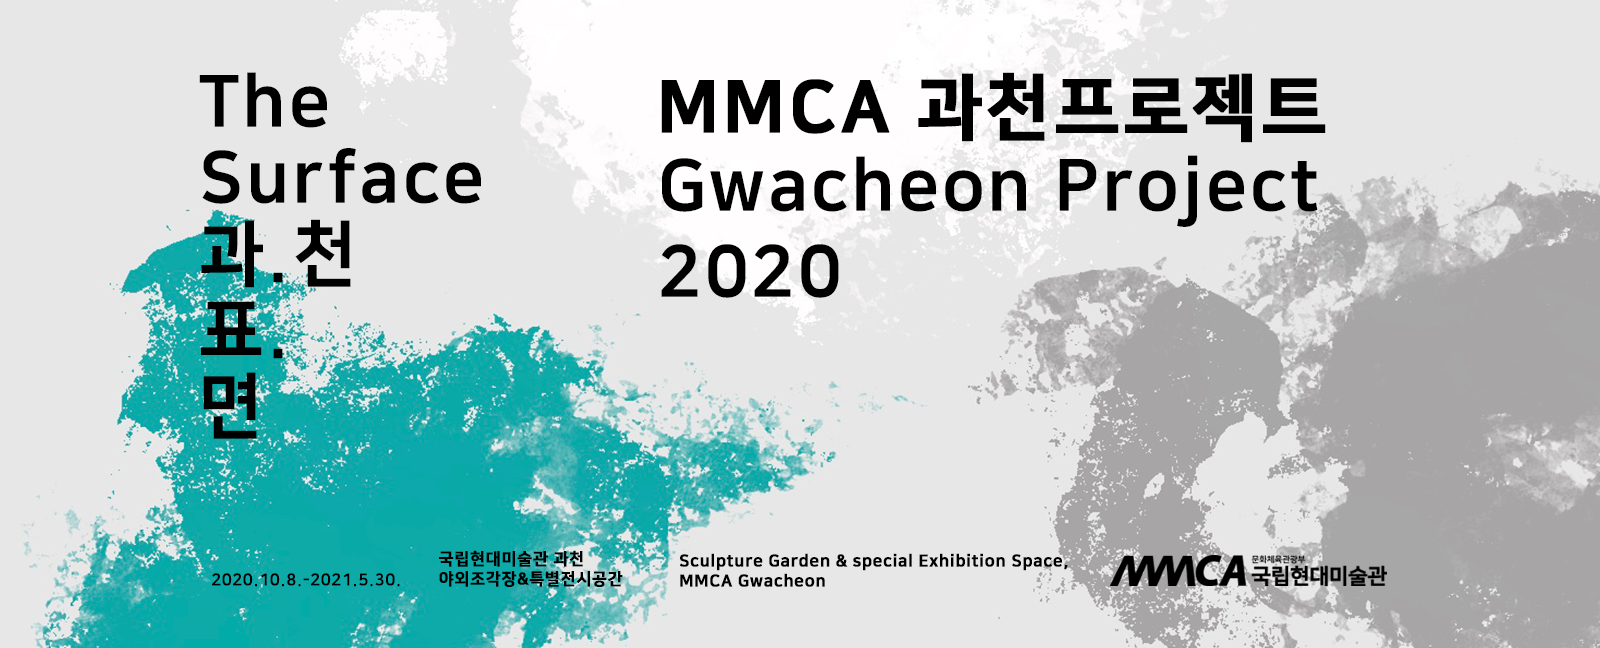 The
Surface
과.천
표.
면
MMCA 과천프로젝트
Gwacheon Project
2020
2020.10.8.-2021.5.30.
국립현대미술관 과천
야외조각장&특별전시공간
Sculpture Garden & special Exhibition Space,
MMCA Gwacheon
MMCA
문화체육관광부
국립현대미술관